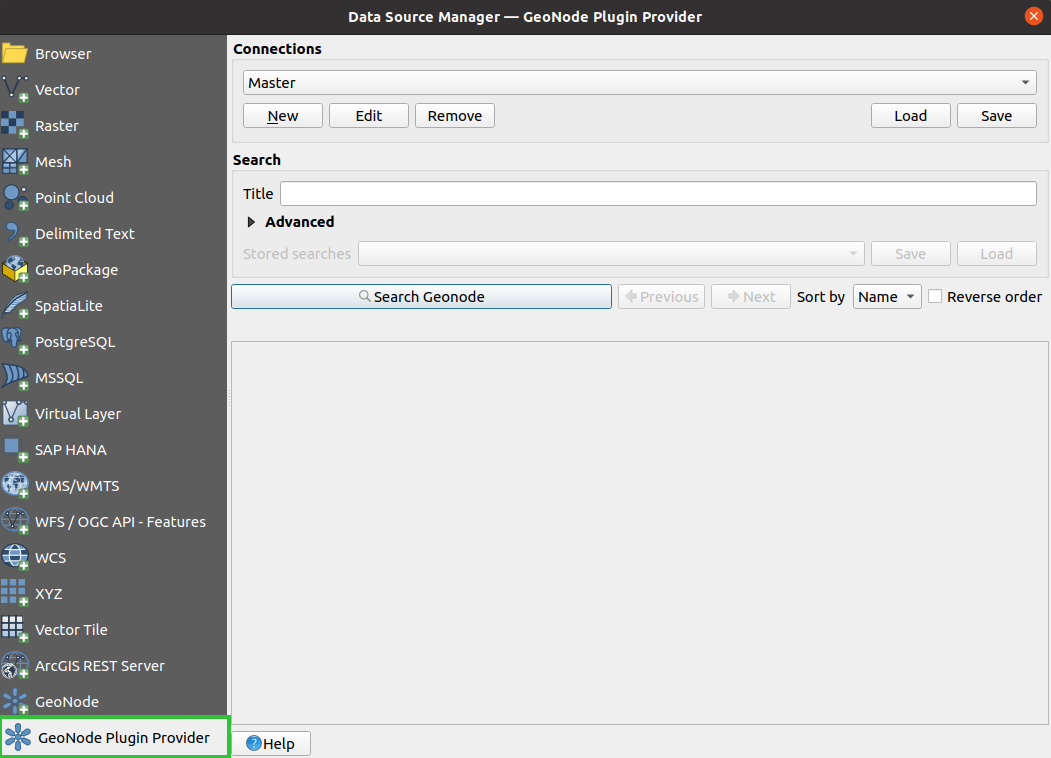 Data Source Manager — GeoNode Plugin Provider
Browser
Vector
Raster
Mesh
Point Cloud
Delimited Text
GeoPackage
SpatiaLite
PostgreSQL
MSSQL
Virtual Layer
SAP HANA
WMS/WMTS
WFS / OGC API - Features
WCS
XYZ
Vector Tile
ArcGIS REST Server
GeoNode
GeoNode Plugin Provider
Connections
Master
New Edit Remove Load Save
Search
Title
Advanced
Stored searches Save Load
Search Geonode Previous Next Sort by Name Reverse order
Help